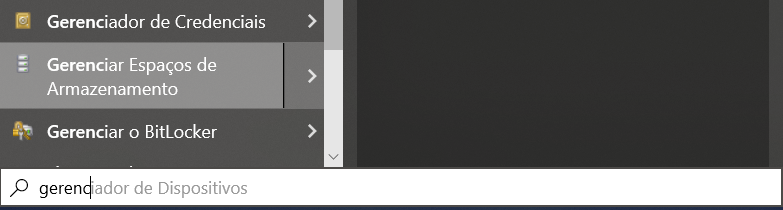 Gerenciador de Credenciais
Gerenciar Espaços de
Armazenamento
Gerenciar o BitLocker
gerenciador de Dispositivos